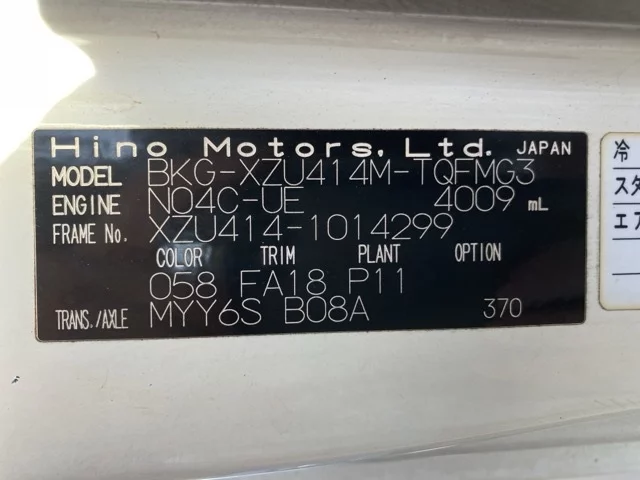 Hino Motors, Ltd. JAPAN
MODEL BKG-XZU414M-TQFMG3
ENGINE N04C-UE 4009 mL
FRAME No. XZU414-1014299
COLOR TRIM PLANT OPTION
058 FA18 P11
TRANS./AXLE MYY6S B08A 370
冷
スタ
エア